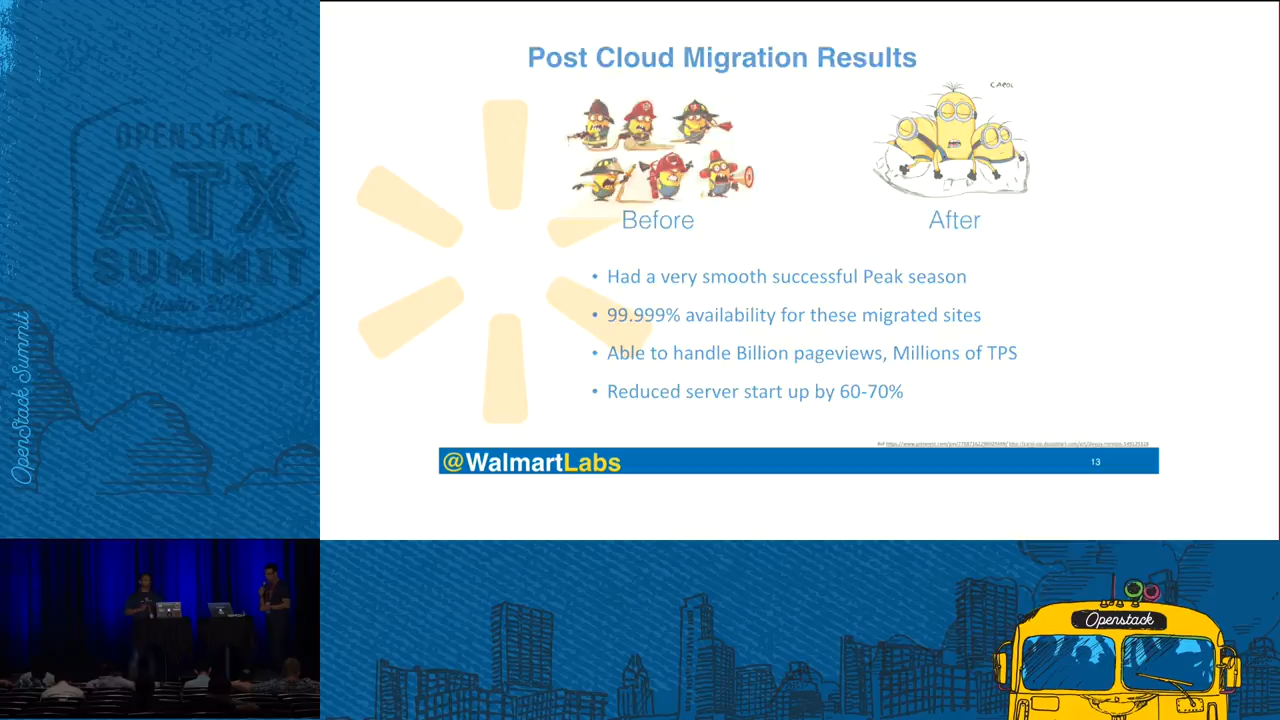 OPENSTACK
ATX
SUMMIT
OpenStack Summit
Post Cloud Migration Results
CAROL
Before
After
• Had a very smooth successful Peak season
• 99.999% availability for these migrated sites
• Able to handle Billion pageviews, Millions of TPS
• Reduced server start up by 60-70%
@WalmartLabs
13
Openstack